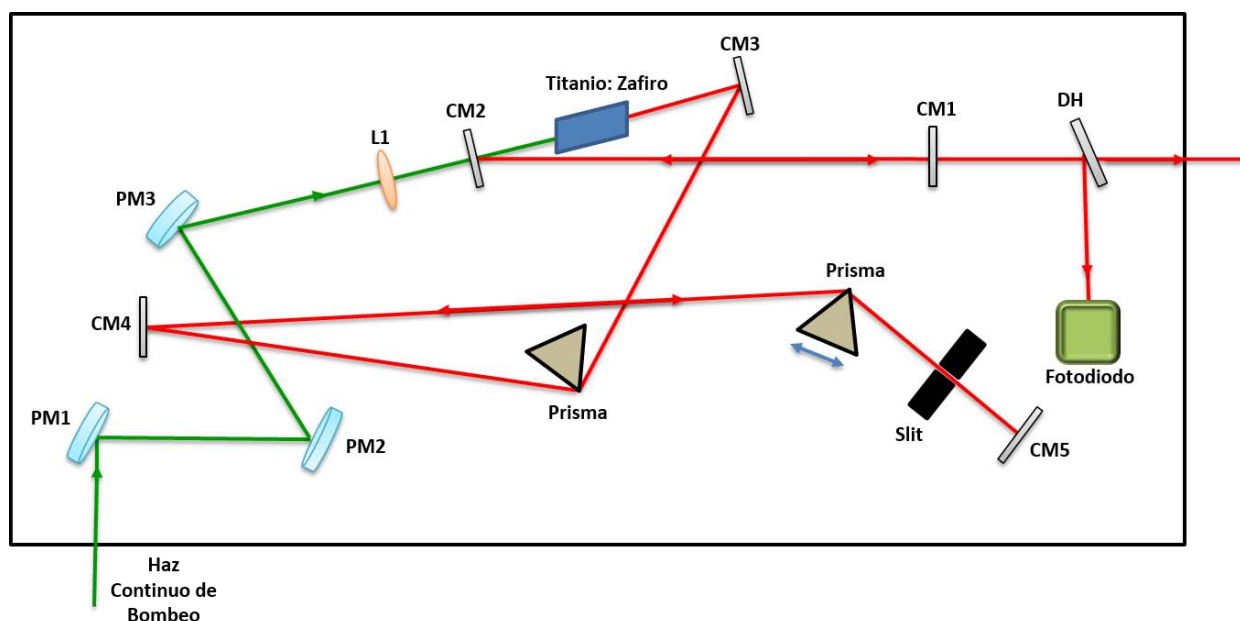 CM3
Titanio: Zafiro
CM2
CM1
DH
L1
PM3
Prisma
CM4
Fotodiodo
Prisma
PM1
PM2
Slit
CM5
Haz
Continuo de
Bombeo